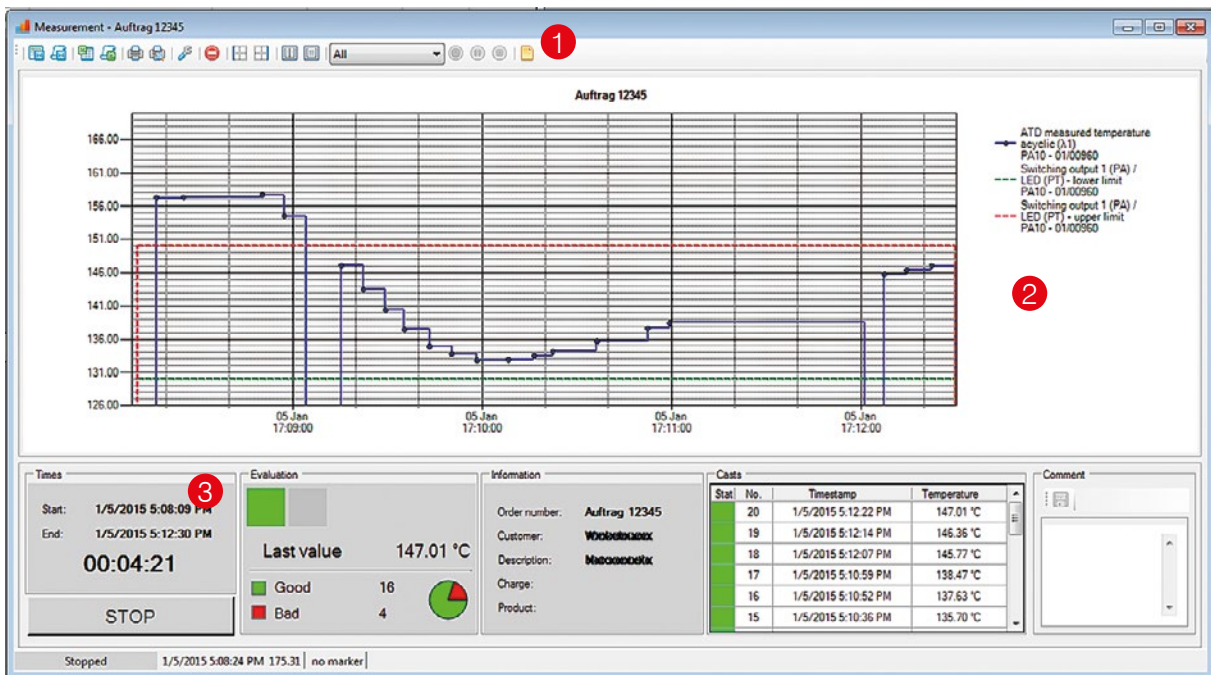 Measurement - Auftrag 12345
All
1
Auftrag 12345
166.00
161.00
156.00
151.00
146.00
141.00
136.00
131.00
126.00
05 Jan
17:09:00
05 Jan
17:10:00
05 Jan
17:11:00
05 Jan
17:12:00
ATD measured temperature
acyclic (λ1)
PA10 - 01/00960
Switching output 1 (PA) /
LED (PT) - lower limit
PA10 - 01/00960
Switching output 1 (PA) /
LED (PT) - upper limit
PA10 - 01/00960
2
Times
3
Start: 1/5/2015 5:08:09 PM
End: 1/5/2015 5:12:30 PM
00:04:21
STOP
Evaluation
Last value 147.01 °C
Good 16
Bad 4
Information
Order number: Auftrag 12345
Customer:
Description:
Charge:
Product:
Casts
Stat No. Timestamp Temperature
20 1/5/2015 5:12:22 PM 147.01 °C
19 1/5/2015 5:12:14 PM 146.36 °C
18 1/5/2015 5:12:07 PM 145.77 °C
17 1/5/2015 5:10:59 PM 138.47 °C
16 1/5/2015 5:10:52 PM 137.63 °C
15 1/5/2015 5:10:36 PM 135.70 °C
Comment
Stopped 1/5/2015 5:08:24 PM 175.31 no marker